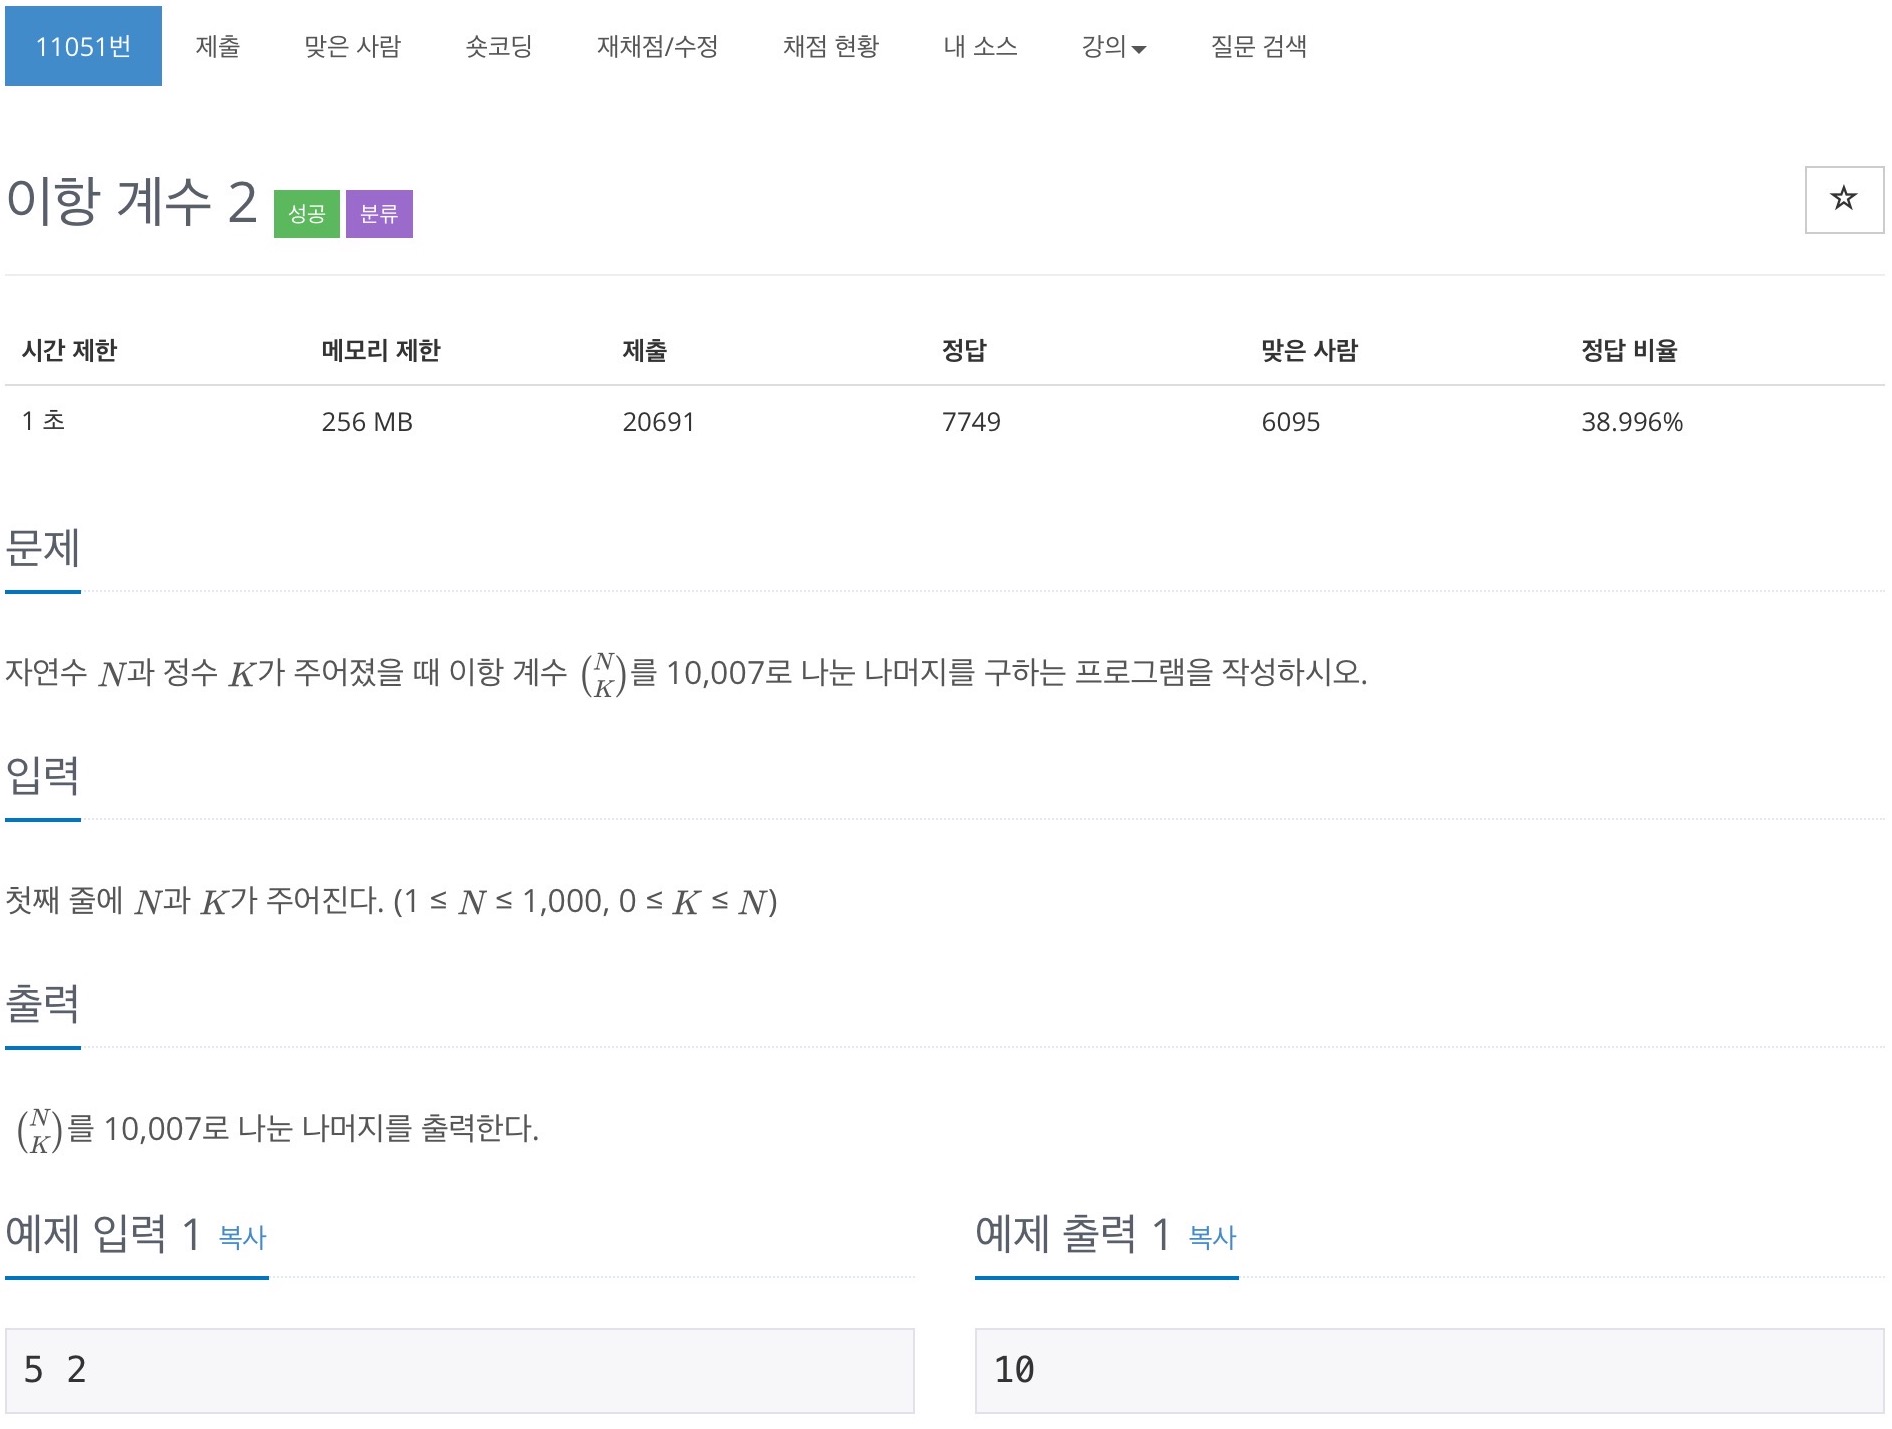 11051번 제출 맞은 사람 숏코딩 재채점/수정 채점 현황 내 소스 강의 질문 검색
이항 계수 2 성공 분류 ☆
시간 제한 메모리 제한 제출 정답 맞은 사람 정답 비율
1 초 256 MB 20691 7749 6095 38.996%
문제
자연수 N과 정수 K가 주어졌을 때 이항 계수 (N K)를 10,007로 나눈 나머지를 구하는 프로그램을 작성하시오.
입력
첫째 줄에 N과 K가 주어진다. (1 ≤ N ≤ 1,000, 0 ≤ K ≤ N)
출력
(N K)를 10,007로 나눈 나머지를 출력한다.
예제 입력 1 복사 예제 출력 1 복사
5 2 10